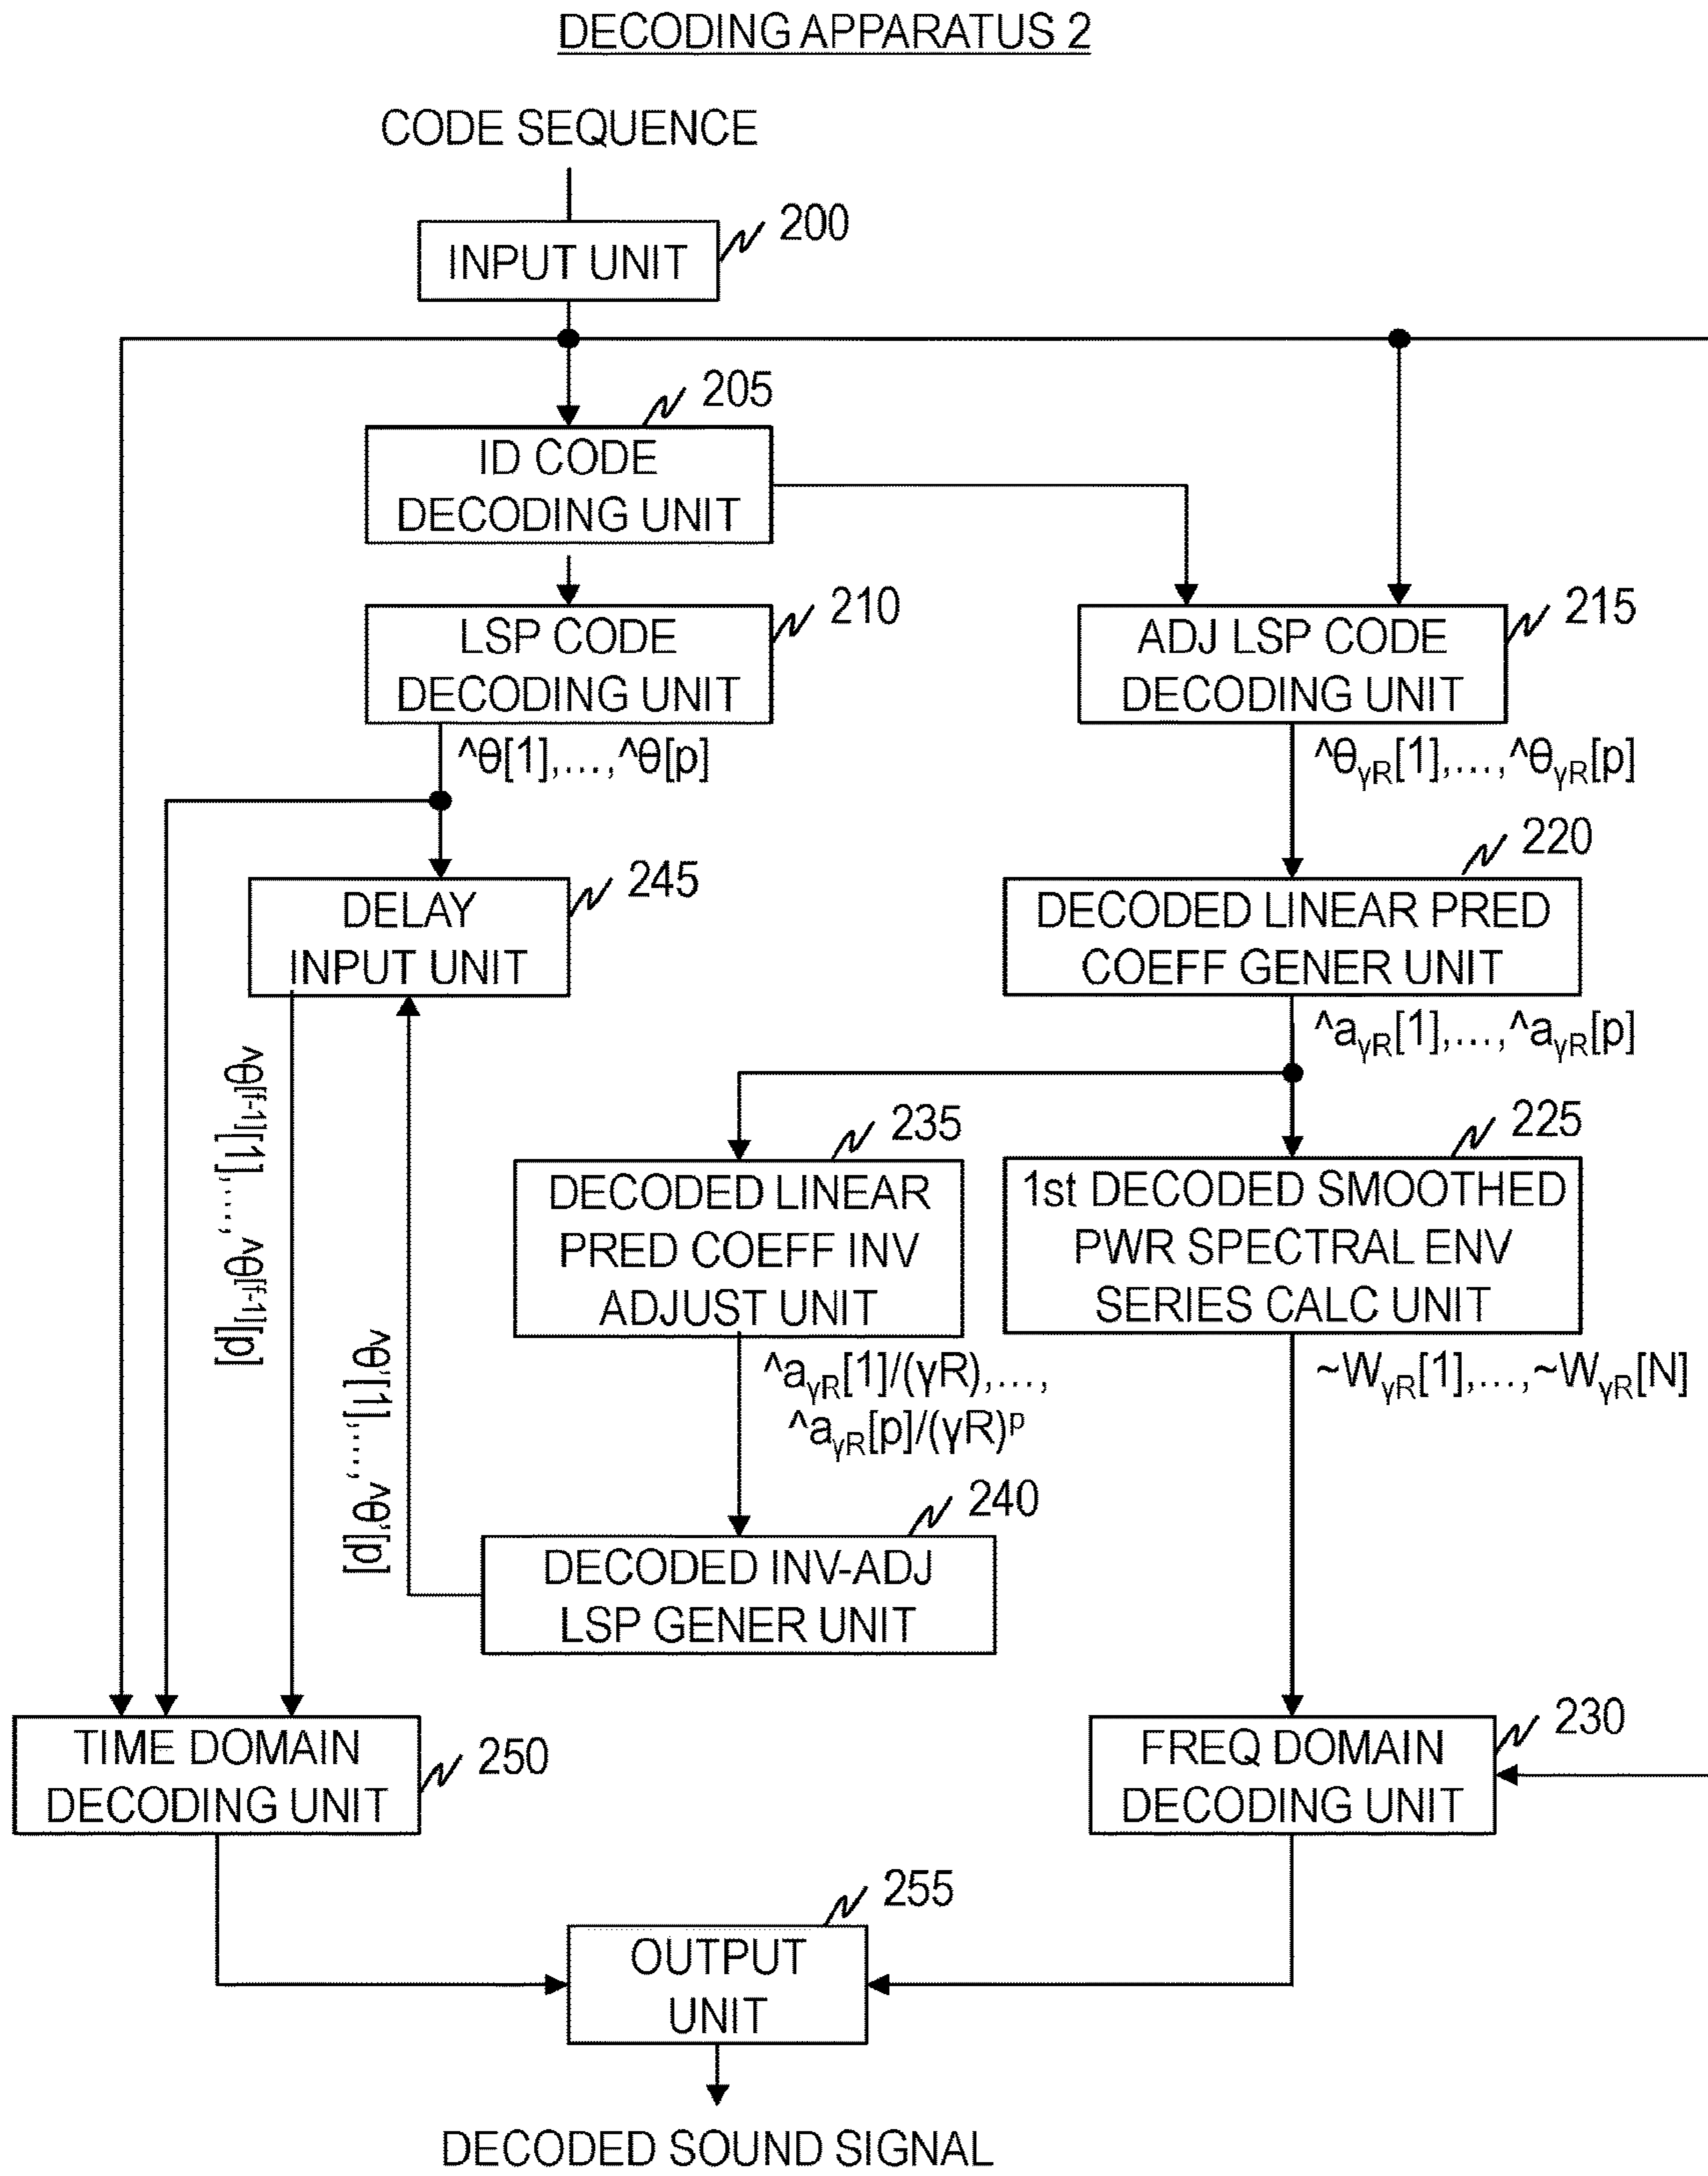 DECODING APPARATUS 2
CODE SEQUENCE
200
INPUT UNIT
205
ID CODE
DECODING UNIT
210
LSP CODE
DECODING UNIT
215
ADJ LSP CODE
DECODING UNIT
^θ[1],...,^θ[p]
^θγR[1],...,^θγR[p]
220
245
DELAY
INPUT UNIT
DECODED LINEAR PRED
COEFF GENER UNIT
^aγR[1],...,^aγR[p]
^θ[f-1][1],...,^θ[f-1][p]
235
DECODED LINEAR
PRED COEFF INV
ADJUST UNIT
225
1st DECODED SMOOTHED
PWR SPECTRAL ENV
SERIES CALC UNIT
^θ'[1],...,^θ'[p]
^aγR[1]/(γR),...,
^aγR[p]/(γR)p
~WγR[1],...,~WγR[N]
240
DECODED INV-ADJ
LSP GENER UNIT
TIME DOMAIN
DECODING UNIT
250
230
FREQ DOMAIN
DECODING UNIT
255
OUTPUT
UNIT
DECODED SOUND SIGNAL